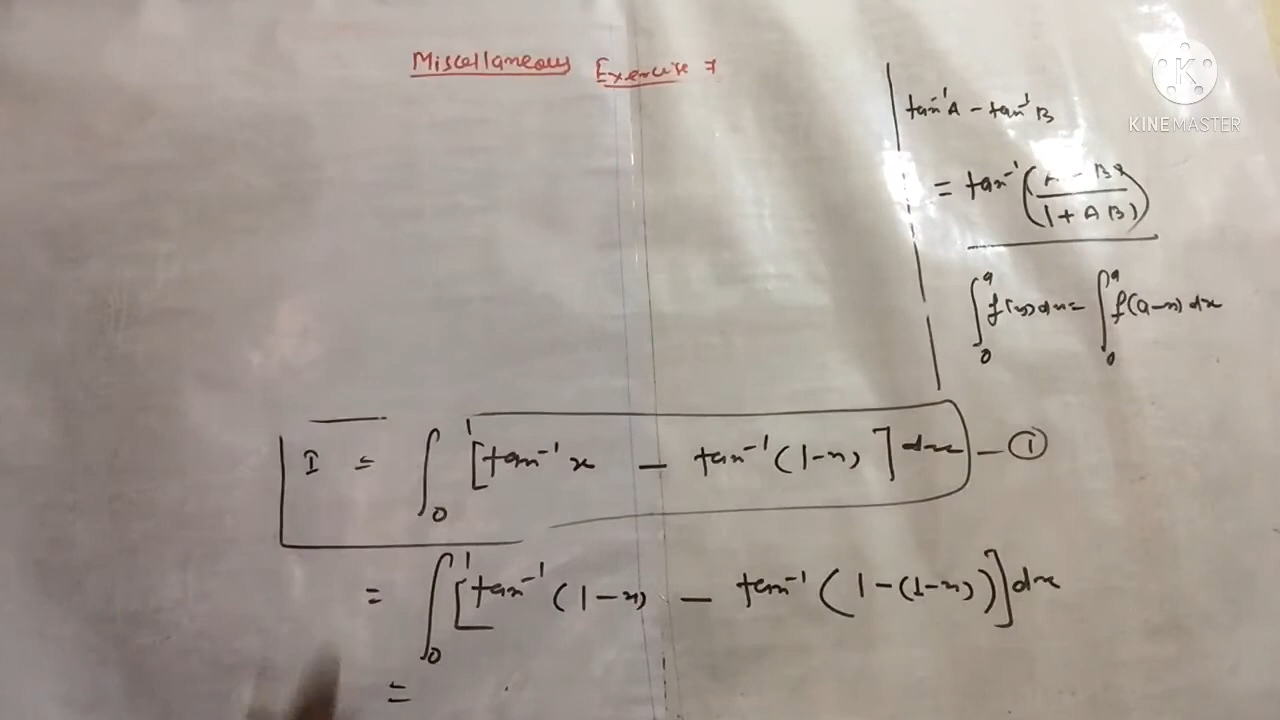 Miscellaneous Exercise 7
KINEMASTER
tan⁻¹A - tan⁻¹B
= tan⁻¹(A - B / 1 + AB)
∫₀ᵃ f(x)dx = ∫₀ᵃ f(a-x)dx
I = ∫₀¹ [tan⁻¹x - tan⁻¹(1-x)]dx - ①
= ∫₀¹ [tan⁻¹(1-x) - tan⁻¹(1-(1-x))]dx
=